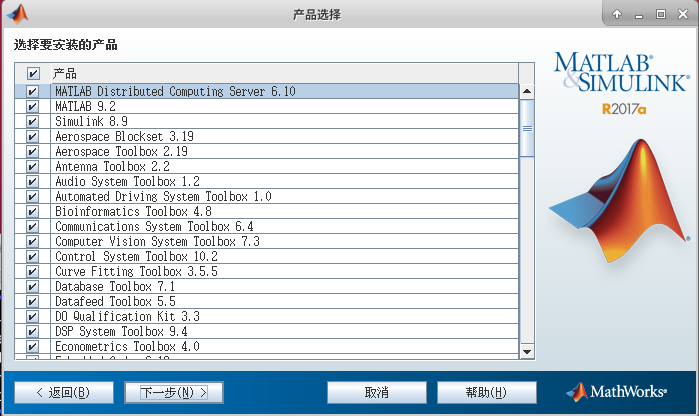 产品选择
选择要安装的产品
产品
MATLAB Distributed Computing Server 6.10
MATLAB 9.2
Simulink 8.9
Aerospace Blockset 3.19
Aerospace Toolbox 2.19
Antenna Toolbox 2.2
Audio System Toolbox 1.2
Automated Driving System Toolbox 1.0
Bioinformatics Toolbox 4.8
Communications System Toolbox 6.4
Computer Vision System Toolbox 7.3
Control System Toolbox 10.2
Curve Fitting Toolbox 3.5.5
Database Toolbox 7.1
Datafeed Toolbox 5.5
DO Qualification Kit 3.3
DSP System Toolbox 9.4
Econometrics Toolbox 4.0
MATLAB®
&SIMULINK®
R2017a
< 返回(B)
下一步(N) >
取消
帮助(H)
MathWorks®